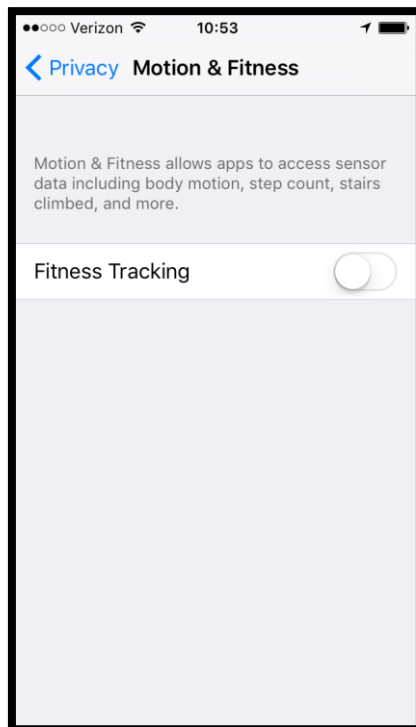 Verizon 10:53
Privacy Motion & Fitness
Motion & Fitness allows apps to access sensor
data including body motion, step count, stairs
climbed, and more.
Fitness Tracking